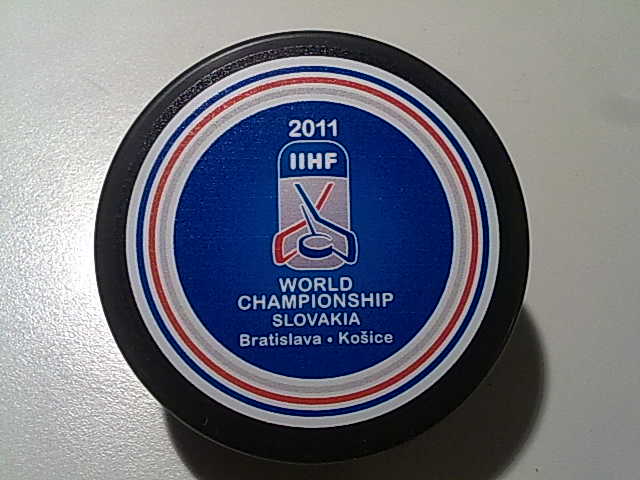 2011
IIHF
WORLD
CHAMPIONSHIP
SLOVAKIA
Bratislava • Košice